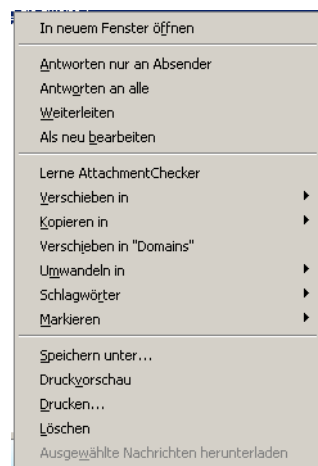 In neuem Fenster öffnen
Antworten nur an Absender
Antworten an alle
Weiterleiten
Als neu bearbeiten
Lerne AttachmentChecker
Verschieben in
Kopieren in
Verschieben in "Domains"
Umwandeln in
Schlagwörter
Markieren
Speichern unter...
Druckvorschau
Drucken...
Löschen
Ausgewählte Nachrichten herunterladen